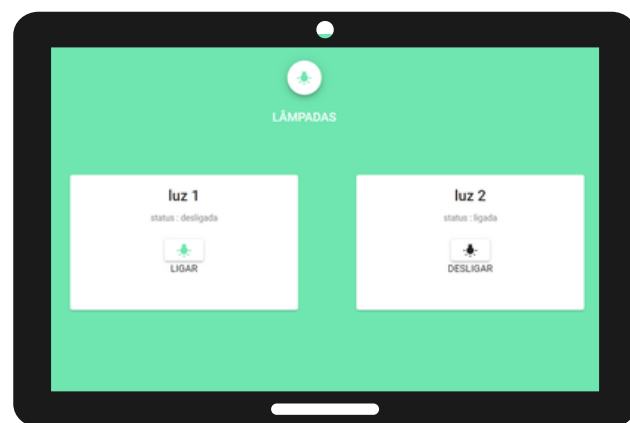 LÂMPADAS
luz 1
status : desligada
LIGAR
luz 2
status : ligada
DESLIGAR